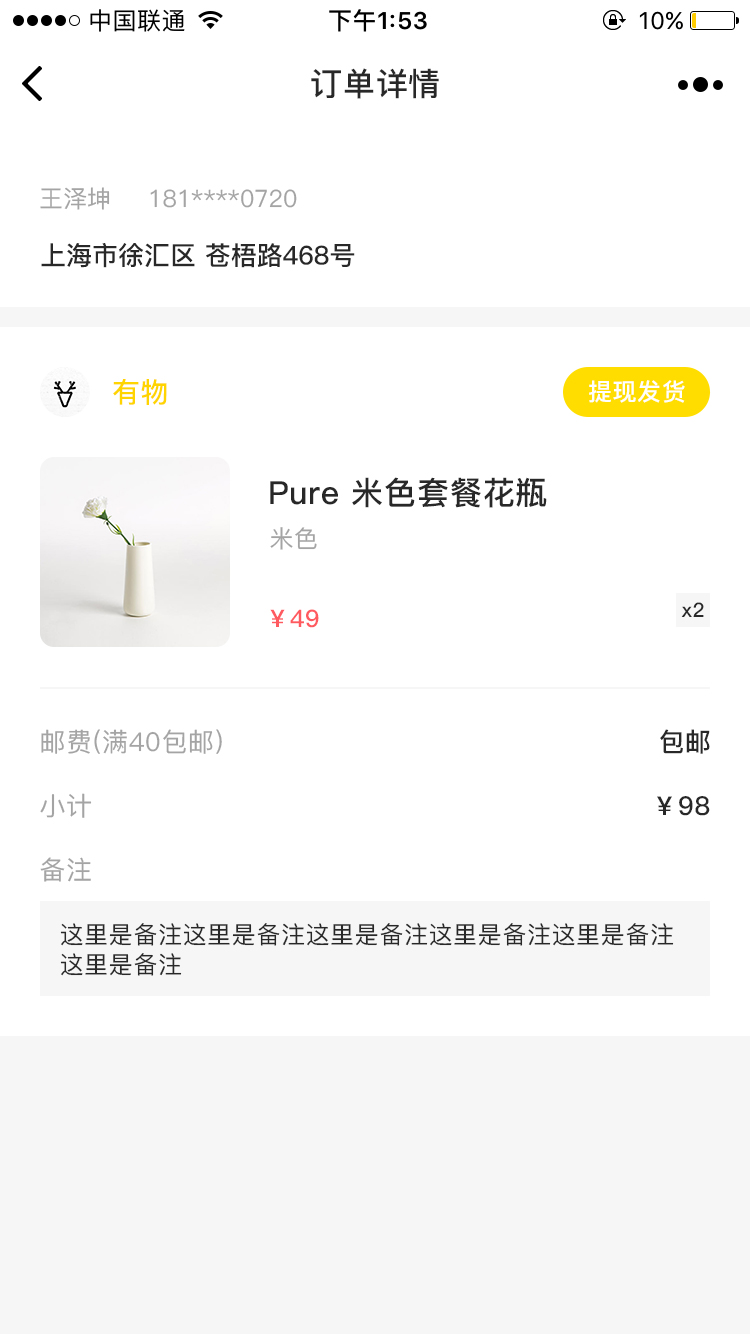 中国联通
下午1:53
10%
订单详情
王泽坤 181****0720
上海市徐汇区 苍梧路468号
有物
提现发货
Pure 米色套餐花瓶
米色
¥ 49
x2
邮费(满40包邮)
包邮
小计
¥ 98
备注
这里是备注这里是备注这里是备注这里是备注这里是备注
这里是备注